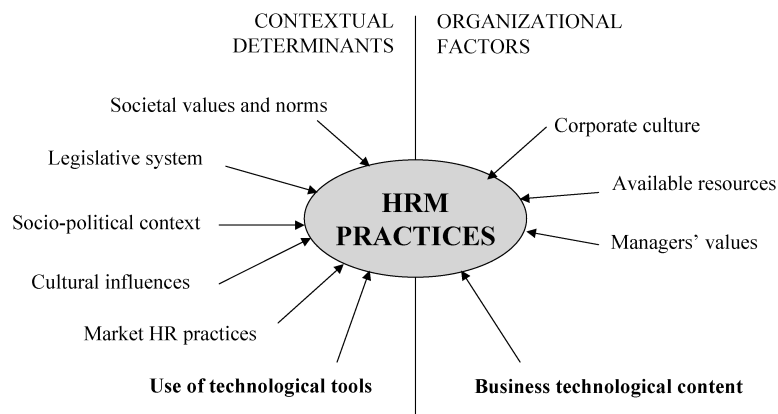 CONTEXTUAL
DETERMINANTS
ORGANIZATIONAL
FACTORS
Societal values and norms
Legislative system
Socio-political context
Cultural influences
Market HR practices
Use of technological tools
HRM
PRACTICES
Corporate culture
Available resources
Managers’ values
Business technological content